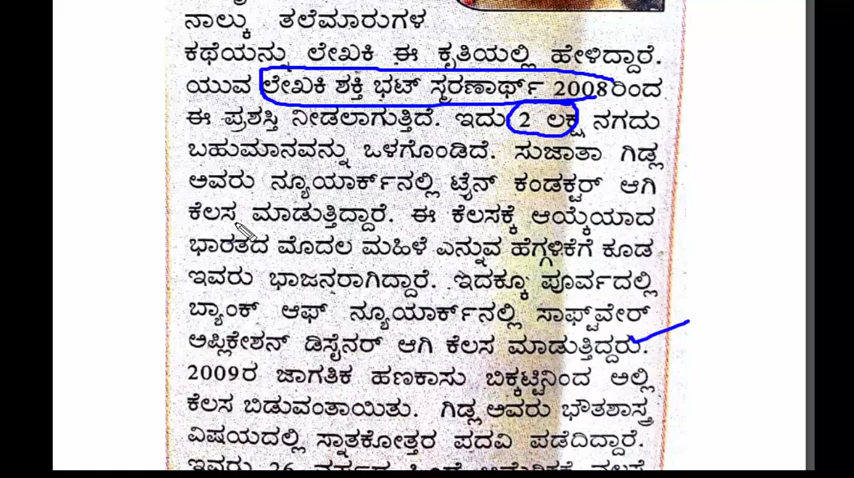 ನಾಲ್ಕು ತಲೆಮಾರುಗಳ
ಕಥೆಯನ್ನು ಲೇಖಕಿ ಈ ಕೃತಿಯಲ್ಲಿ ಹೇಳಿದ್ದಾರೆ.
ಯುವ ಲೇಖಕಿ ಶಕ್ತಿ ಭಟ್ ಸ್ಮರಣಾರ್ಥ್ 2008ರಿಂದ
ಈ ಪ್ರಶಸ್ತಿ ನೀಡಲಾಗುತ್ತಿದೆ. ಇದು 2 ಲಕ್ಷ ನಗದು
ಬಹುಮಾನವನ್ನು ಒಳಗೊಂಡಿದೆ. ಸುಜಾತಾ ಗಿಡ್ಲ
ಅವರು ನ್ಯೂಯಾರ್ಕ್‌ನಲ್ಲಿ ಟ್ರೈನ್ ಕಂಡಕ್ಟರ್ ಆಗಿ
ಕೆಲಸ ಮಾಡುತ್ತಿದ್ದಾರೆ. ಈ ಕೆಲಸಕ್ಕೆ ಆಯ್ಕೆಯಾದ
ಭಾರತದ ಮೊದಲ ಮಹಿಳೆ ಎನ್ನುವ ಹೆಗ್ಗಳಿಕೆಗೆ ಕೂಡ
ಇವರು ಭಾಜನರಾಗಿದ್ದಾರೆ. ಇದಕ್ಕೂ ಪೂರ್ವದಲ್ಲಿ
ಬ್ಯಾಂಕ್ ಆಫ್ ನ್ಯೂಯಾರ್ಕ್‌ನಲ್ಲಿ ಸಾಫ್ಟ್‌ವೇರ್
ಅಪ್ಲಿಕೇಶನ್ ಡಿಸೈನರ್ ಆಗಿ ಕೆಲಸ ಮಾಡುತ್ತಿದ್ದರು.
2009ರ ಜಾಗತಿಕ ಹಣಕಾಸು ಬಿಕ್ಕಟ್ಟಿನಿಂದ ಅಲ್ಲಿ
ಕೆಲಸ ಬಿಡುವಂತಾಯಿತು. ಗಿಡ್ಲ ಅವರು ಭೌತಶಾಸ್ತ್ರ
ವಿಷಯದಲ್ಲಿ ಸ್ನಾತಕೋತ್ತರ ಪದವಿ ಪಡೆದಿದ್ದಾರೆ.
ಇವರು 26